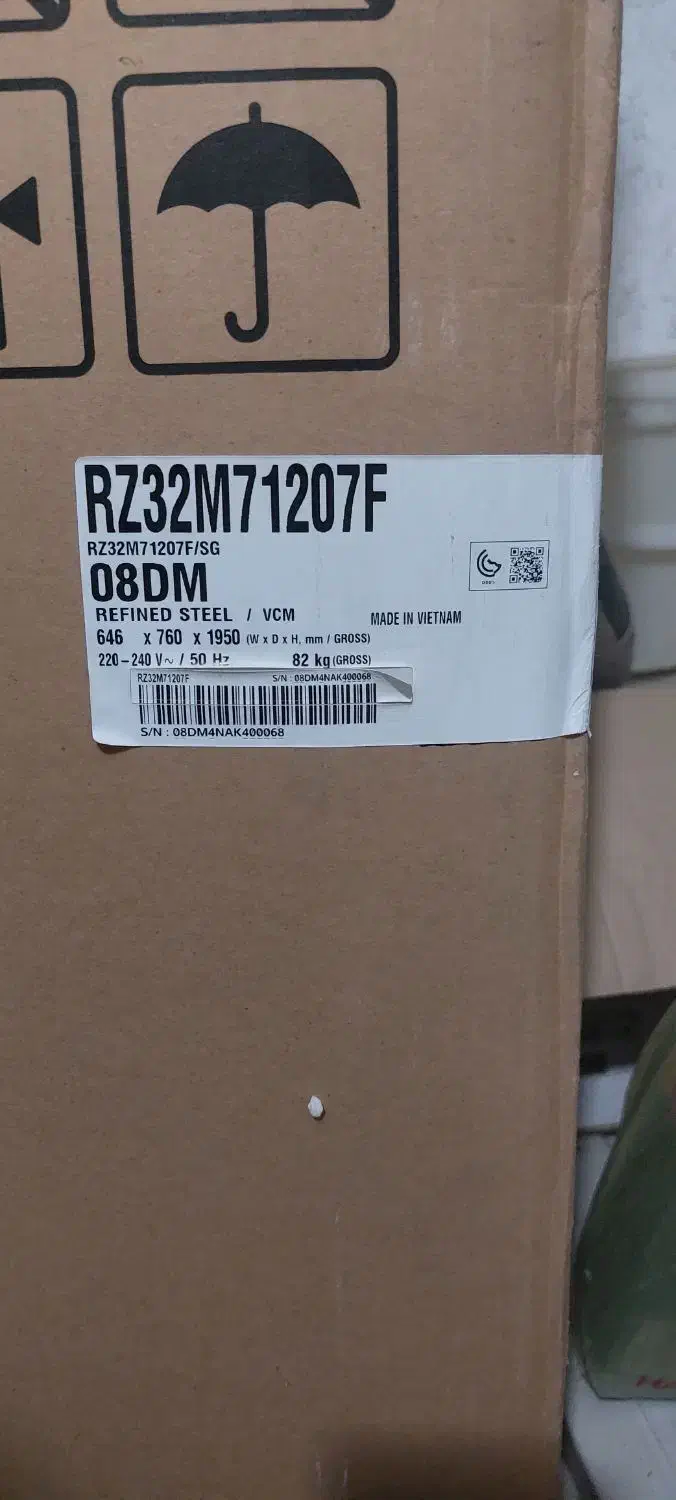 RZ32M71207F
RZ32M71207F/SG
08DM
REFINED STEEL / VCM
MADE IN VIETNAM
646 x 760 x 1950 (W x D x H, mm / GROSS)
220-240 V~ / 50 Hz 82 kg (GROSS)
RZ32M71207F S/N : 08DM4NAK400068
S/N : 08DM4NAK400068